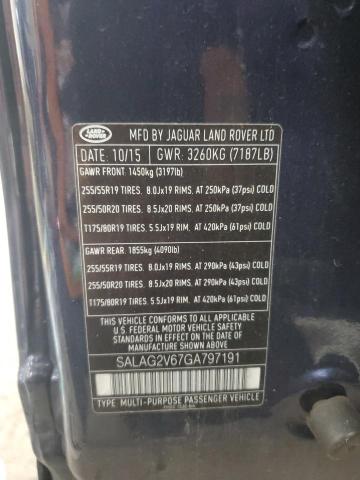 LAND ROVER
MFD BY JAGUAR LAND ROVER LTD
DATE: 10/15 GWR: 3260KG (7187LB)
GAWR FRONT: 1450kg (3197lb)
255/55R19 TIRES. 8.0Jx19 RIMS. AT 250kPa (37psi) COLD
255/50R20 TIRES. 8.5Jx20 RIMS. AT 250kPa (37psi) COLD
T175/80R19 TIRES. 5.5Jx19 RIMS. AT 420kPa (61psi) COLD
GAWR REAR: 1855kg (4090lb)
255/55R19 TIRES. 8.0Jx19 RIMS. AT 290kPa (43psi) COLD
255/50R20 TIRES. 8.5Jx20 RIMS. AT 290kPa (43psi) COLD
T175/80R19 TIRES. 5.5Jx19 RIMS. AT 420kPa (61psi) COLD
THIS VEHICLE CONFORMS TO ALL APPLICABLE
U.S. FEDERAL MOTOR VEHICLE SAFETY
STANDARDS IN EFFECT ON THE DATE OF
MANUFACTURE SHOWN ABOVE
SALAG2V67GA797191
TYPE: MULTI-PURPOSE PASSENGER VEHICLE